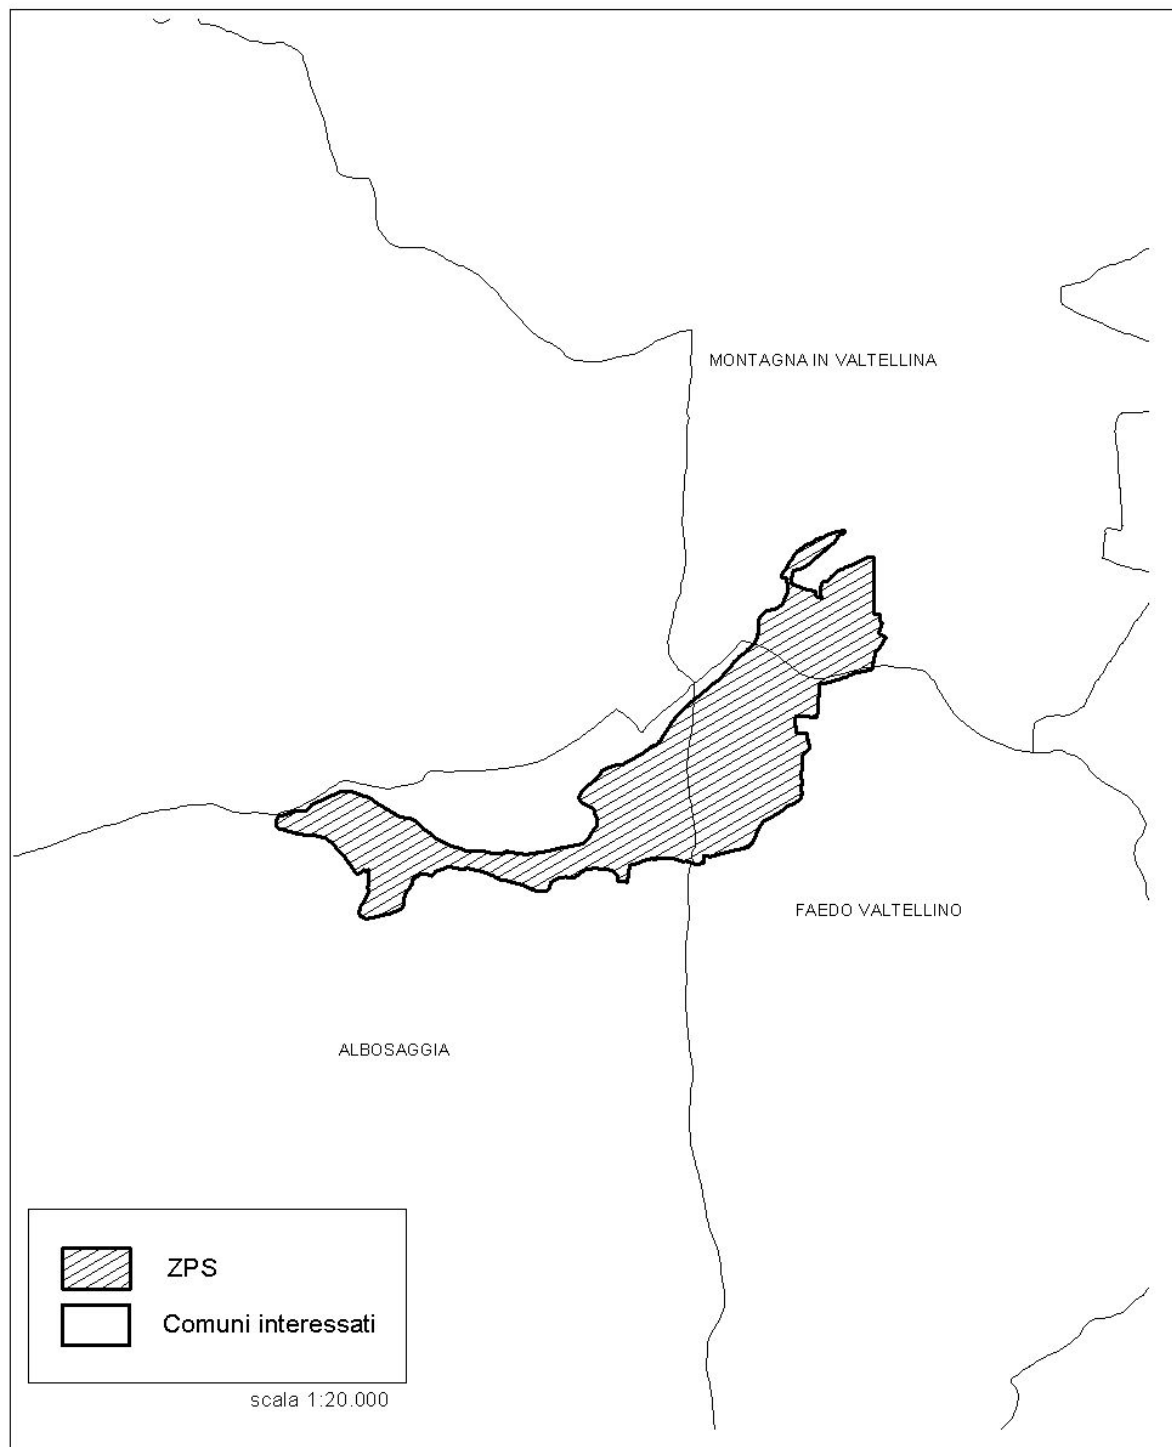 MONTAGNA IN VALTELLINA
FAEDO VALTELLINO
ALBOSAGGIA
ZPS
Comuni interessati
scala 1:20.000